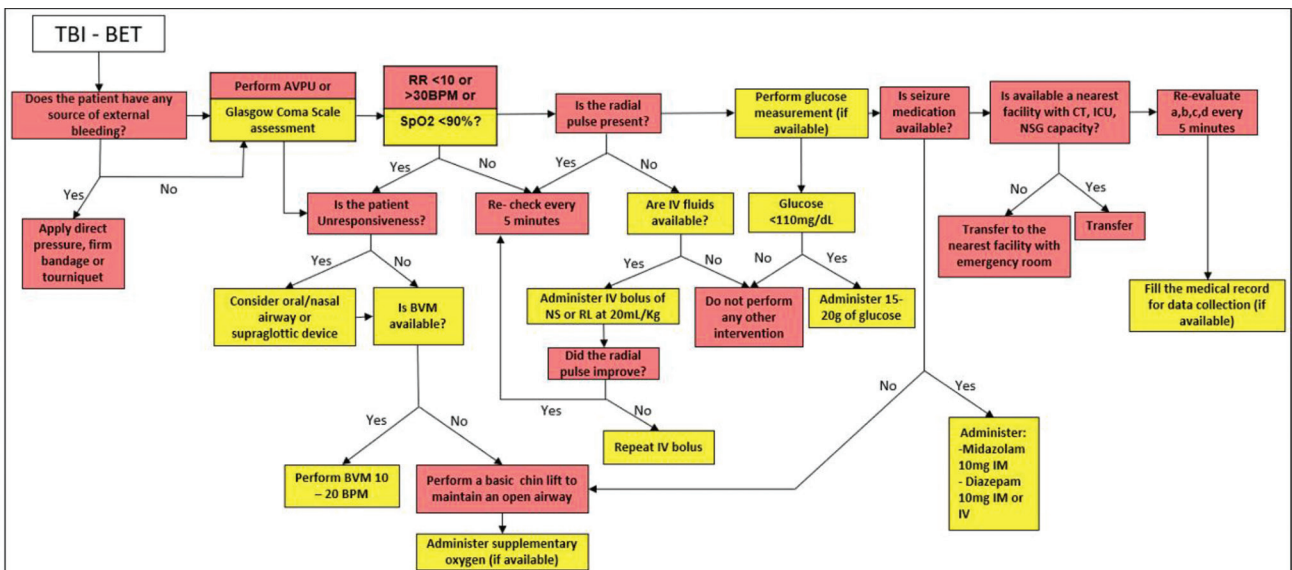 TBI - BET
Does the patient have any
source of external
bleeding?
Perform AVPU or
Glasgow Coma Scale
assessment
RR <10 or
>30BPM or
SpO2 <90%?
Is the radial
pulse present?
Perform glucose
measurement (if
available)
Is seizure
medication
available?
Is available a nearest
facility with CT, ICU,
NSG capacity?
Re-evaluate
a,b,c,d every
5 minutes
Yes
No
Apply direct
pressure, firm
bandage or
tourniquet
Yes
No
Is the patient
Unresponsiveness?
Re- check every
5 minutes
Yes
No
Are IV fluids
available?
Glucose
<110mg/dL
No
Yes
Transfer to the
nearest facility with
emergency room
Transfer
Yes
No
Consider oral/nasal
airway or
supraglottic device
Is BVM
available?
Yes
No
Administer IV bolus of
NS or RL at 20mL/Kg
No
Yes
Do not perform
any other
intervention
Administer 15-
20g of glucose
Fill the medical record
for data collection (if
available)
Did the radial
pulse improve?
Yes
No
Repeat IV bolus
Yes
No
Perform BVM 10
– 20 BPM
Perform a basic chin lift to
maintain an open airway
Administer supplementary
oxygen (if available)
No
Yes
Administer:
-Midazolam
10mg IM
- Diazepam
10mg IM or
IV